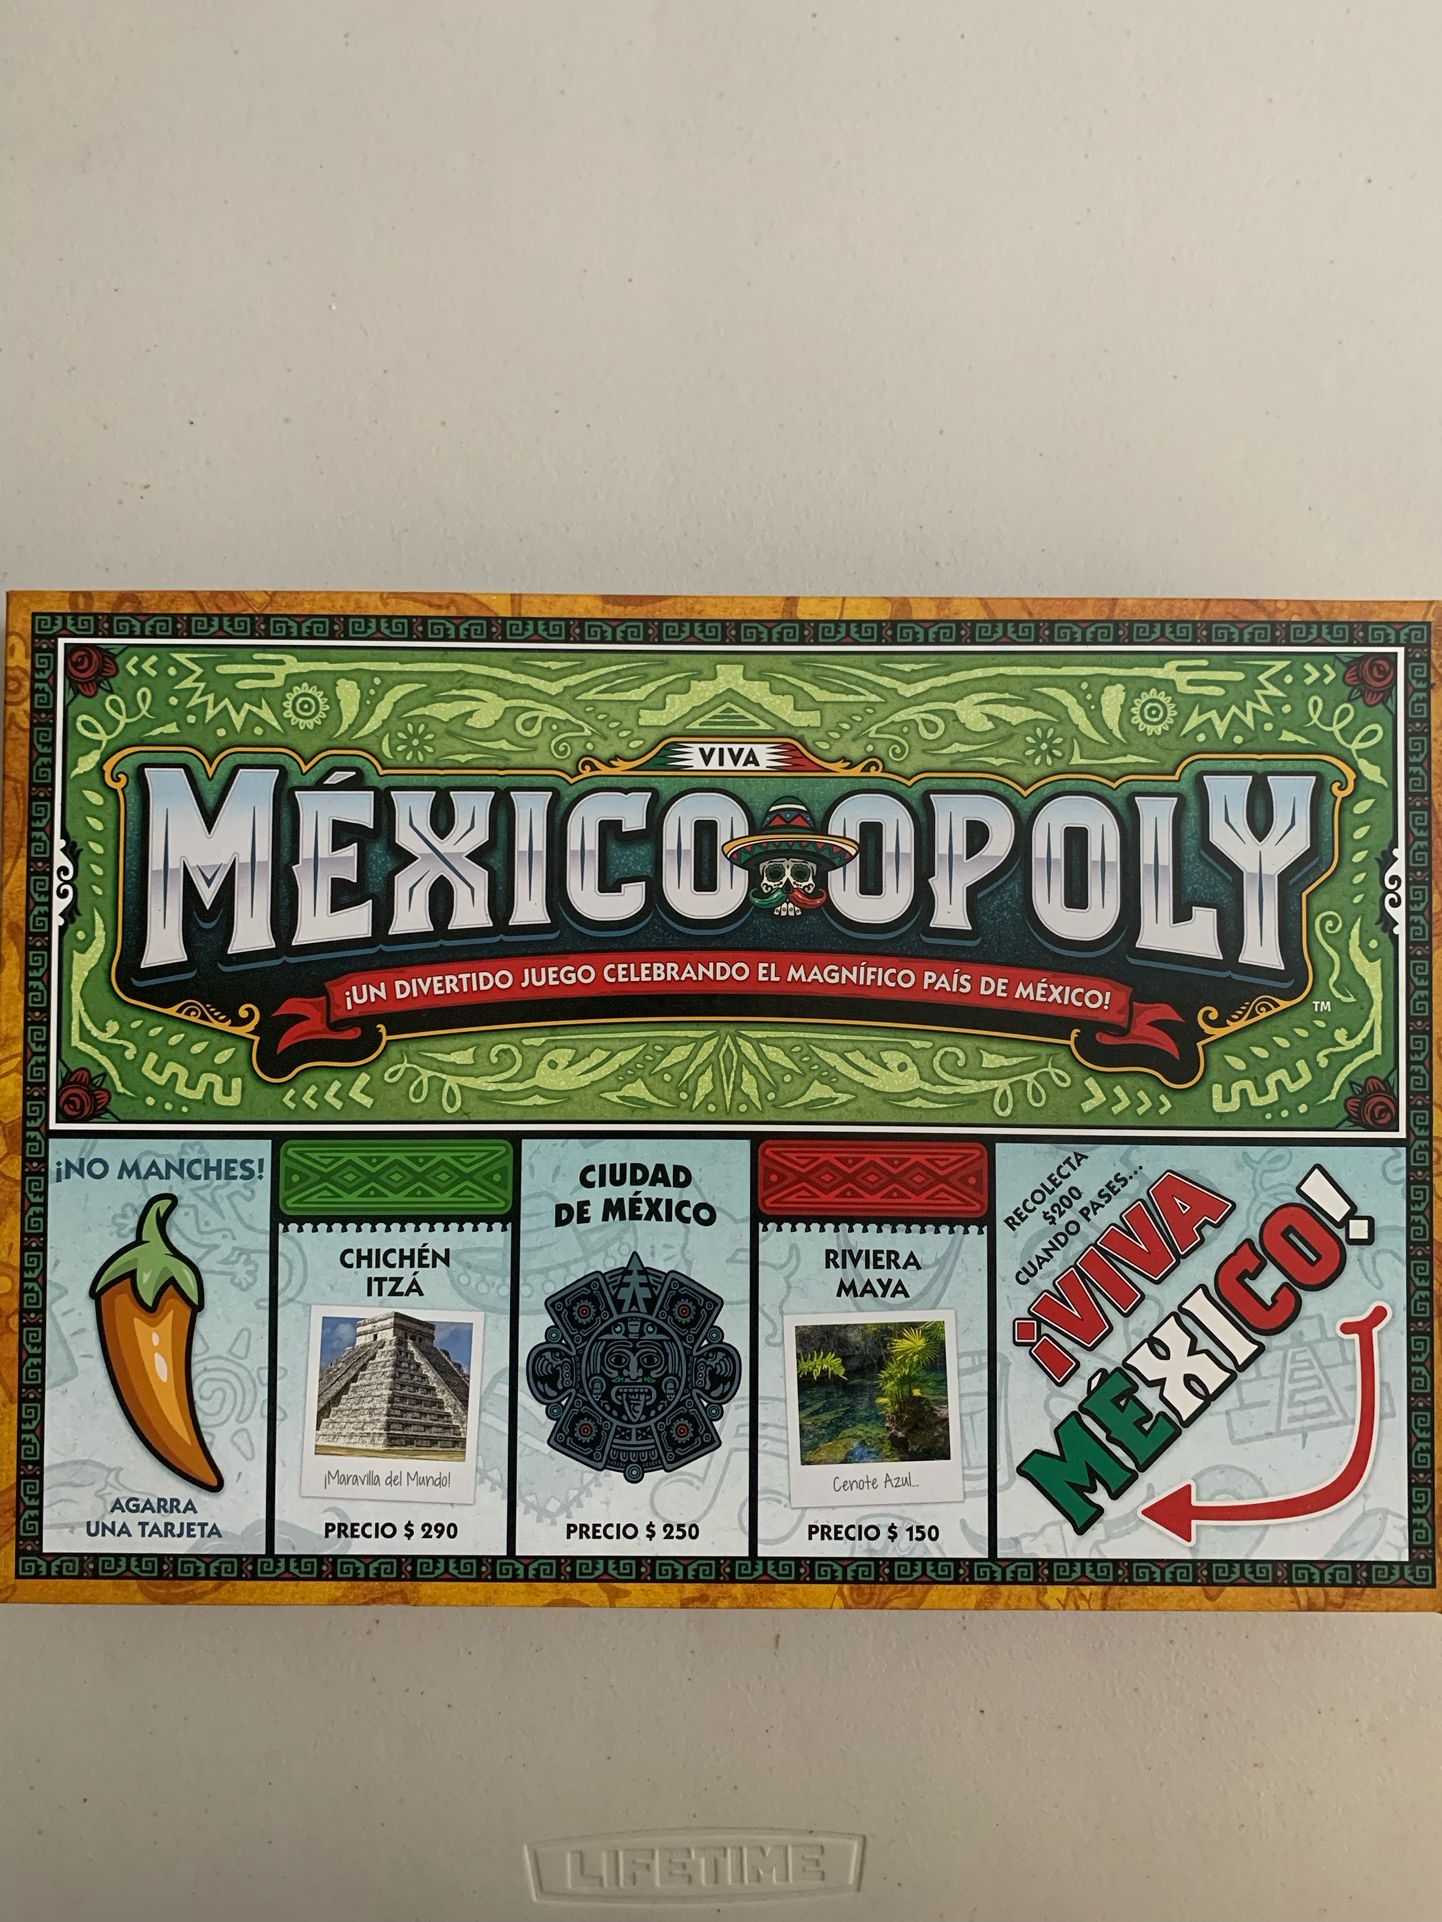 VIVA
MÉXICO-OPOLY
¡UN DIVERTIDO JUEGO CELEBRANDO EL MAGNÍFICO PAÍS DE MÉXICO!
TM
¡NO MANCHES!
AGARRA
UNA TARJETA
CHICHÉN
ITZÁ
¡Maravilla del Mundo!
PRECIO $ 290
CIUDAD
DE MÉXICO
PRECIO $ 250
RIVIERA
MAYA
Cenote Azul...
PRECIO $ 150
RECOLECTA
$200
CUANDO PASES...
¡VIVA
MÉXICO!
LIFETIME